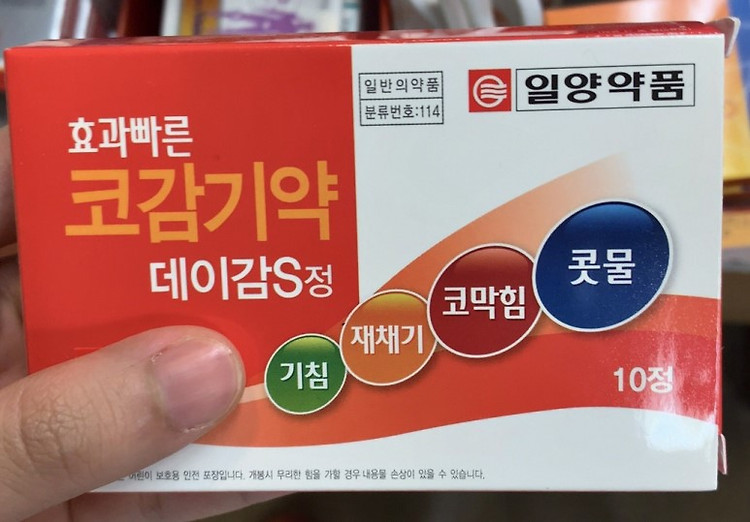 일반의약품
분류번호:114
일양약품
효과빠른
코감기약
데이감S정
콧물
코막힘
재채기
기침
10정
어린이 보호용 안전 포장입니다. 개봉시 무리한 힘을 가할 경우 내용물 손상이 있을 수 있습니다.